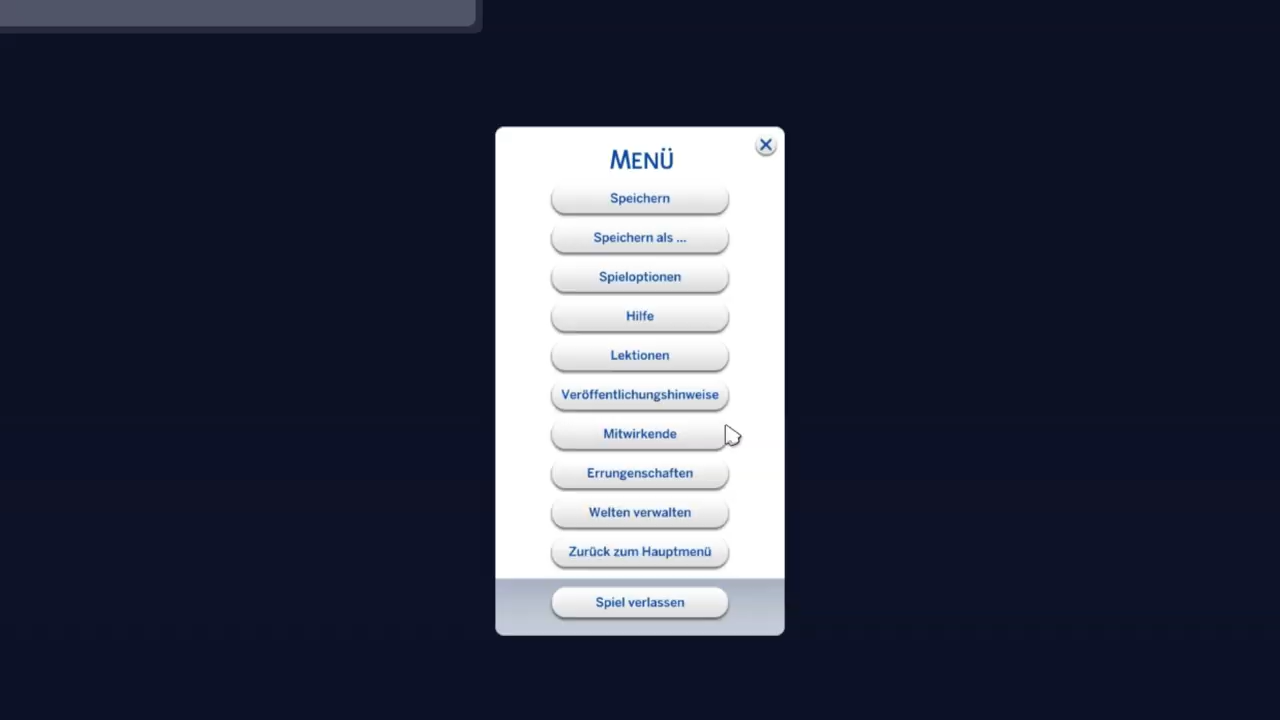 MENÜ
Speichern
Speichern als ...
Spieloptionen
Hilfe
Lektionen
Veröffentlichungshinweise
Mitwirkende
Errungenschaften
Welten verwalten
Zurück zum Hauptmenü
Spiel verlassen